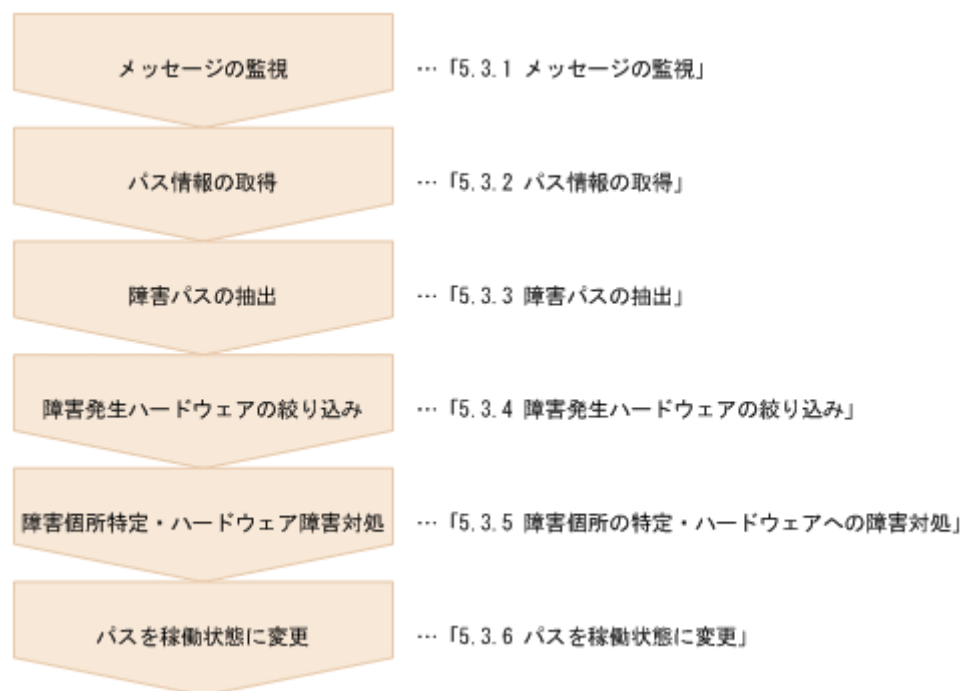 メッセージの監視 …「5.3.1 メッセージの監視」
パス情報の取得 …「5.3.2 パス情報の取得」
障害パスの抽出 …「5.3.3 障害パスの抽出」
障害発生ハードウェアの絞り込み …「5.3.4 障害発生ハードウェアの絞り込み」
障害個所特定・ハードウェア障害対処 …「5.3.5 障害個所の特定・ハードウェアへの障害対処」
パスを稼働状態に変更 …「5.3.6 パスを稼働状態に変更」